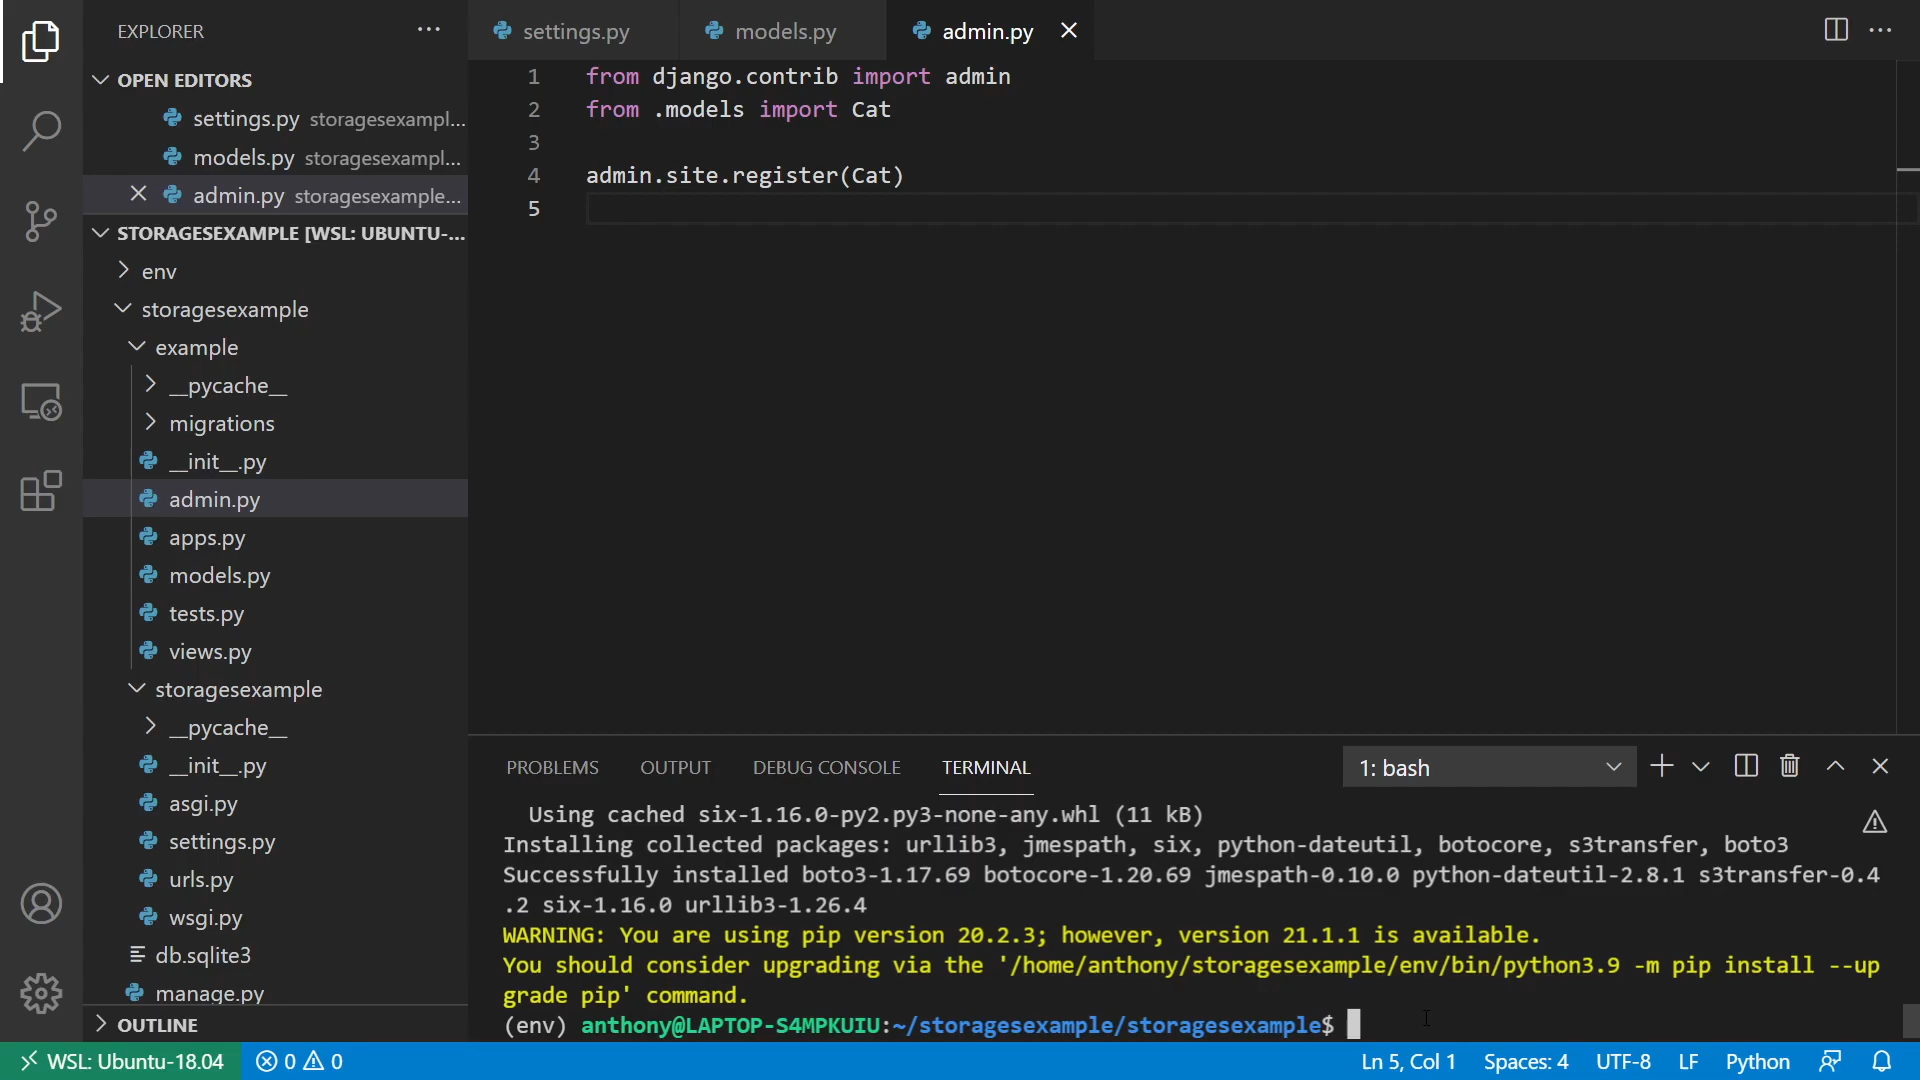 EXPLORER
OPEN EDITORS
settings.py storagesexampl...
models.py storagesexampl...
admin.py storagesexample...
STORAGESEXAMPLE [WSL: UBUNTU-...
env
storagesexample
example
__pycache__
migrations
__init__.py
admin.py
apps.py
models.py
tests.py
views.py
storagesexample
__pycache__
__init__.py
asgi.py
settings.py
urls.py
wsgi.py
db.sqlite3
manage.py
OUTLINE
settings.py models.py admin.py
1 from django.contrib import admin
2 from .models import Cat
3
4 admin.site.register(Cat)
5
PROBLEMS OUTPUT DEBUG CONSOLE TERMINAL 1: bash
Using cached six-1.16.0-py2.py3-none-any.whl (11 kB)
Installing collected packages: urllib3, jmespath, six, python-dateutil, botocore, s3transfer, boto3
Successfully installed boto3-1.17.69 botocore-1.20.69 jmespath-0.10.0 python-dateutil-2.8.1 s3transfer-0.4
.2 six-1.16.0 urllib3-1.26.4
WARNING: You are using pip version 20.2.3; however, version 21.1.1 is available.
You should consider upgrading via the '/home/anthony/storagesexample/env/bin/python3.9 -m pip install --up
grade pip' command.
(env) anthony@LAPTOP-S4MPKUIU:~/storagesexample/storagesexample$
WSL: Ubuntu-18.04 0 0 Ln 5, Col 1 Spaces: 4 UTF-8 LF Python